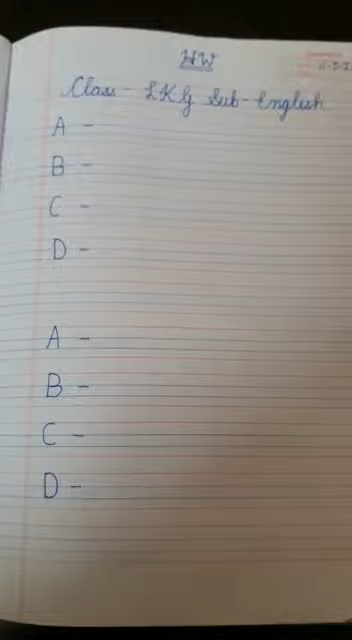 HW
Class - LKG Sub - English
A -
B -
C -
D -
A -
B -
C -
D -